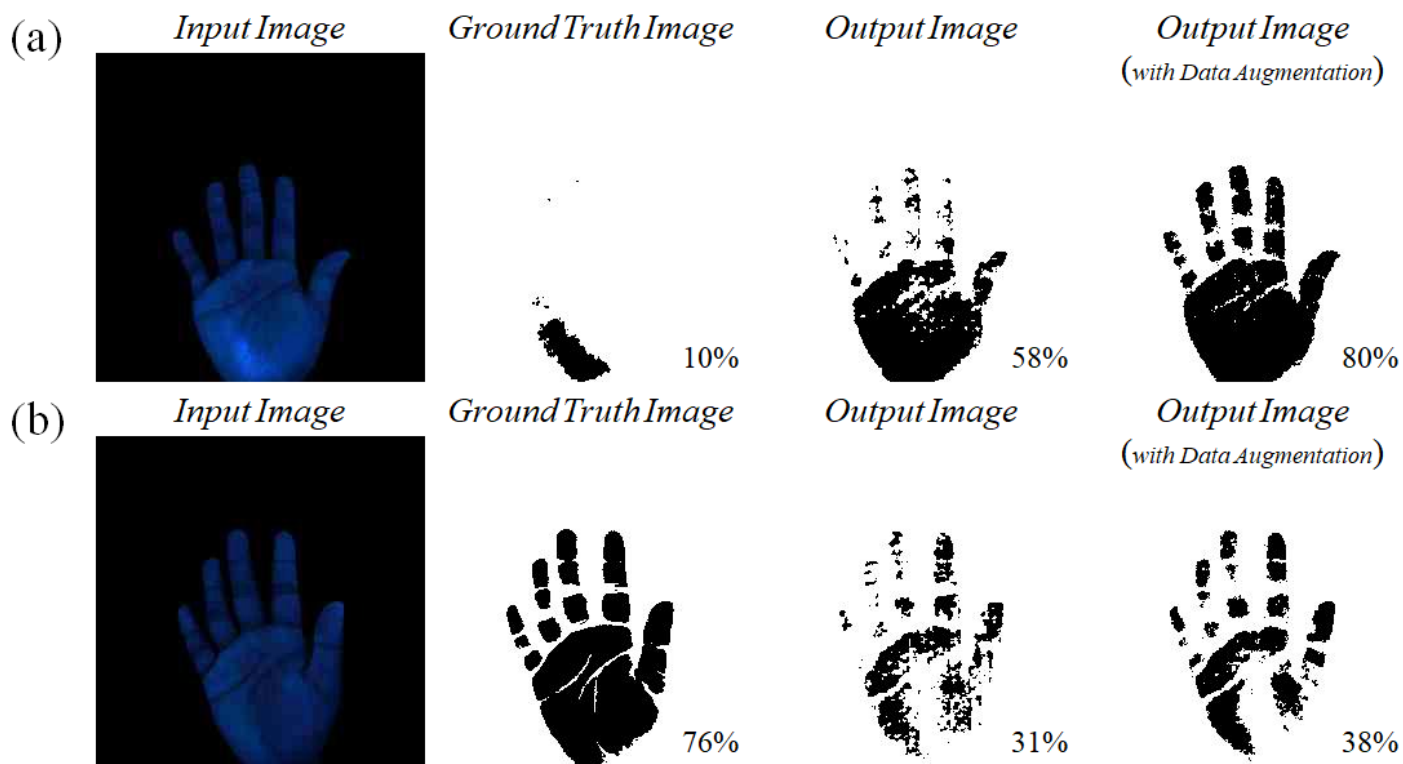 (a)
Input Image
Ground Truth Image
Output Image
Output Image
(with Data Augmentation)
10%
58%
80%
(b)
Input Image
Ground Truth Image
Output Image
Output Image
(with Data Augmentation)
76%
31%
38%